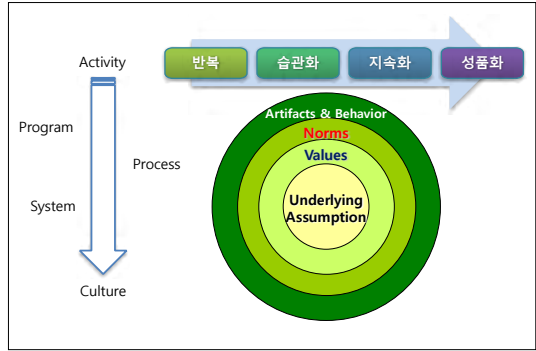 반복 습관화 지속화 성품화
Activity
Program
Process
System
Culture
Artifacts & Behavior
Norms
Values
Underlying
Assumption